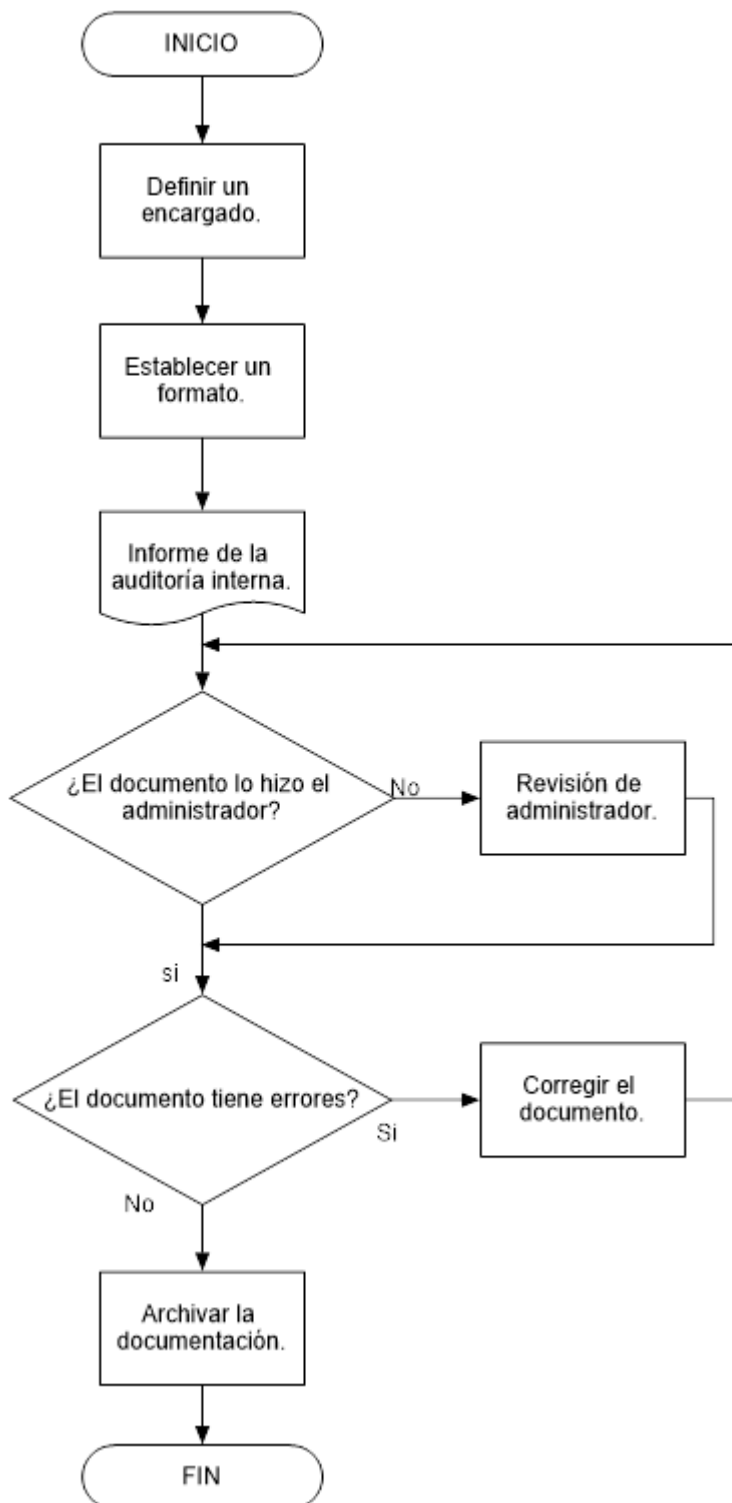 INICIO
Definir un
encargado.
Establecer un
formato.
Informe de la
auditoría interna.
¿El documento lo hizo el
administrador?
No
Revisión de
administrador.
si
¿El documento tiene errores?
Si
Corregir el
documento.
No
Archivar la
documentación.
FIN